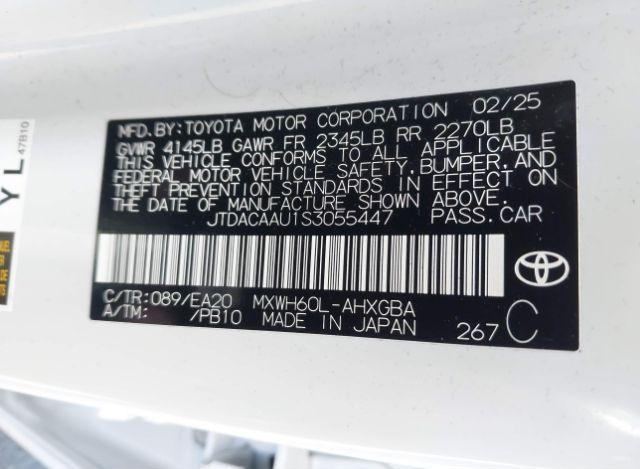 MFD.BY:TOYOTA MOTOR CORPORATION 02/25
GVWR 4145LB GAWR FR 2345LB RR 2270LB
THIS VEHICLE CONFORMS TO ALL APPLICABLE
FEDERAL MOTOR VEHICLE SAFETY,BUMPER,AND
THEFT PREVENTION STANDARDS IN EFFECT ON
THE DATE OF MANUFACTURE SHOWN ABOVE.
JTDACAAU1S3055447 PASS.CAR
C/TR:089/EA20 MXWH60L-AHXGBA
A/TM: /PB10 MADE IN JAPAN 267 C
47B10
YL